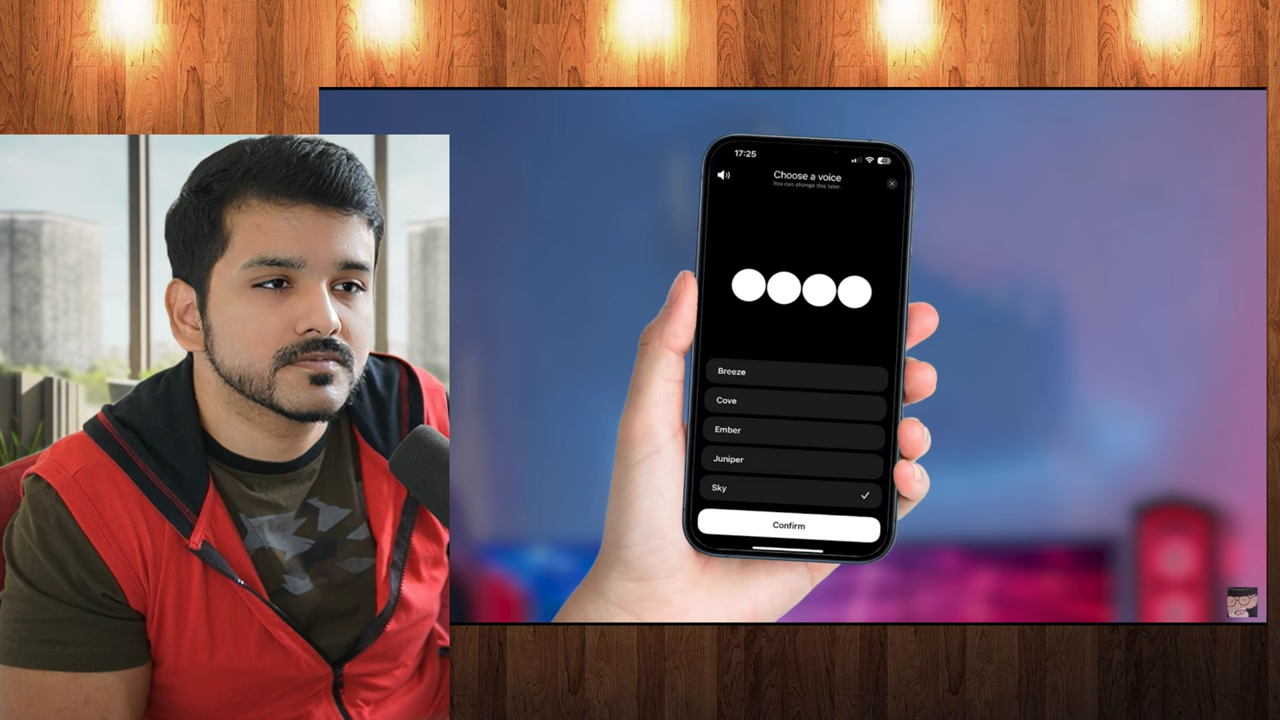 17:25
Choose a voice
You can change this later.
Breeze
Cove
Ember
Juniper
Sky
Confirm